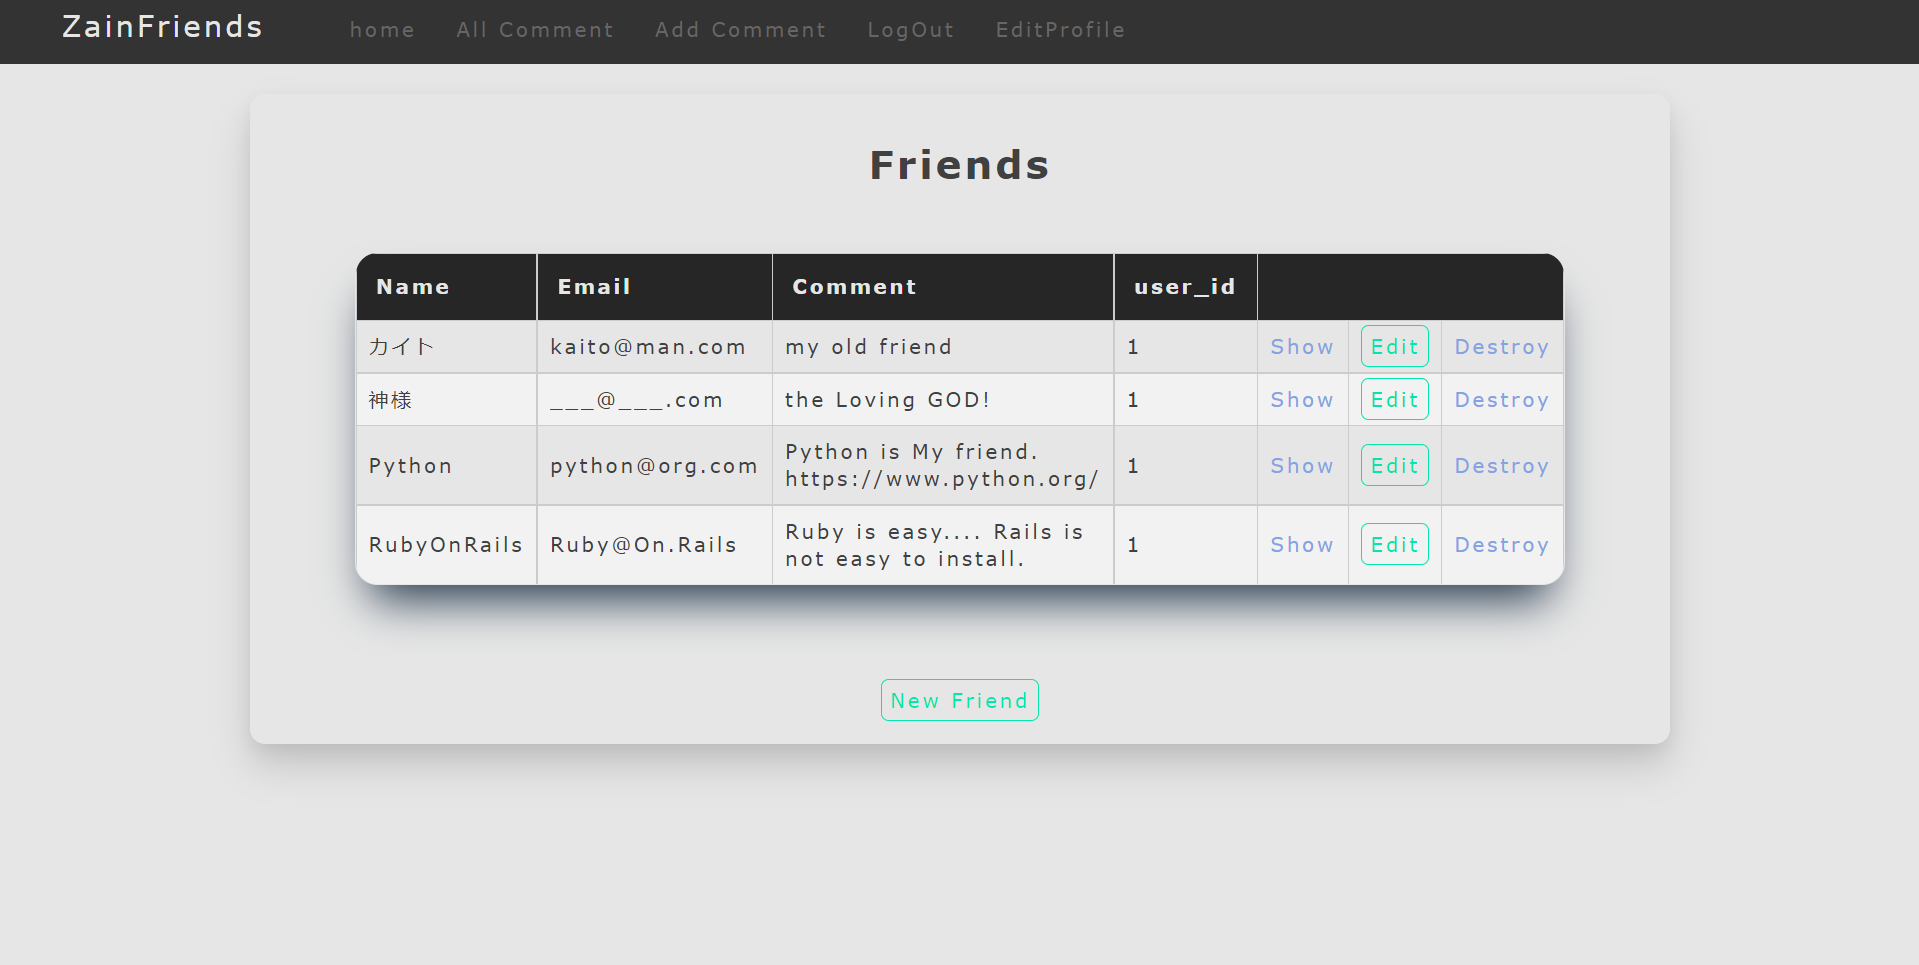 ZainFriends home All Comment Add Comment LogOut EditProfile
Friends
Name Email Comment user_id
カイト kaito@man.com my old friend 1 Show Edit Destroy
神様 ___@___.com the Loving GOD! 1 Show Edit Destroy
Python python@org.com Python is My friend.
https://www.python.org/ 1 Show Edit Destroy
RubyOnRails Ruby@On.Rails Ruby is easy.... Rails is
not easy to install. 1 Show Edit Destroy
New Friend